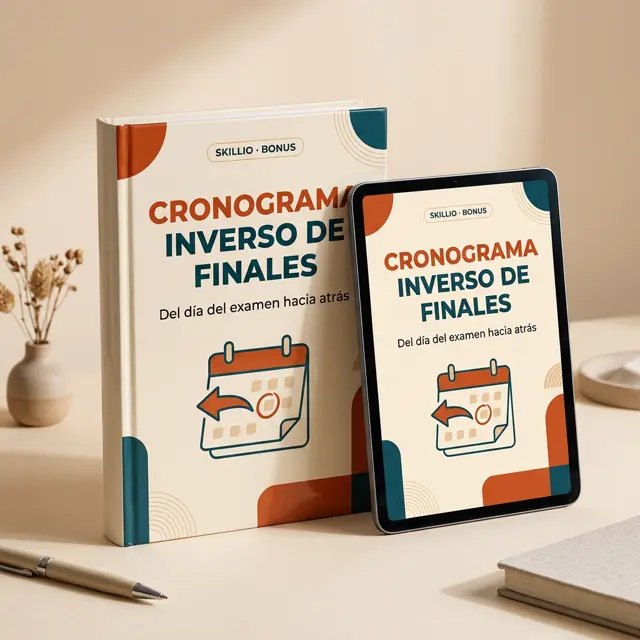 SKILLIO · BONUS
CRONOGRAMA
INVERSO DE
FINALES
Del día del examen hacia atrás
SKILLIO · BONUS
CRONOGRAMA
INVERSO DE
FINALES
Del día del examen hacia atrás